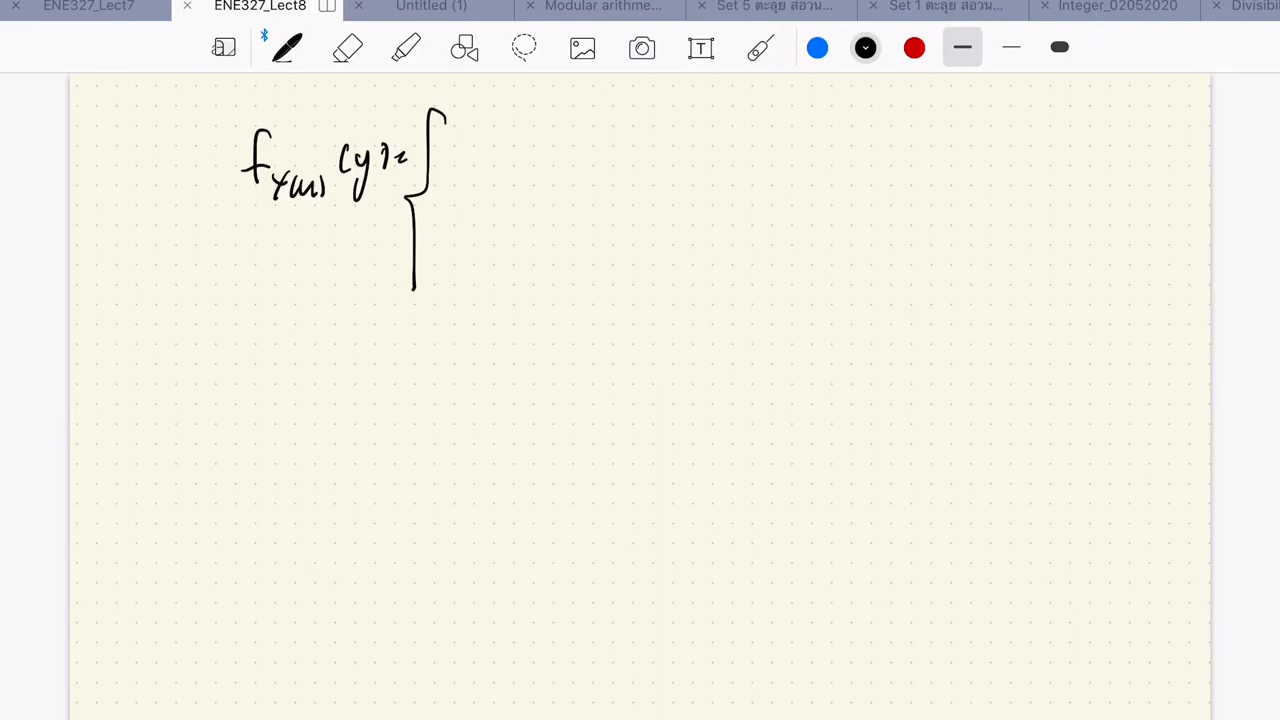 ENE327_Lect7
ENE327_Lect8
Untitled (1)
Modular arithme...
Set 5 ตะลุย สอวน...
Set 1 ตะลุย สอวน...
Integer_02052020
Divisibi
T
f_{Y(u)}(y) = {